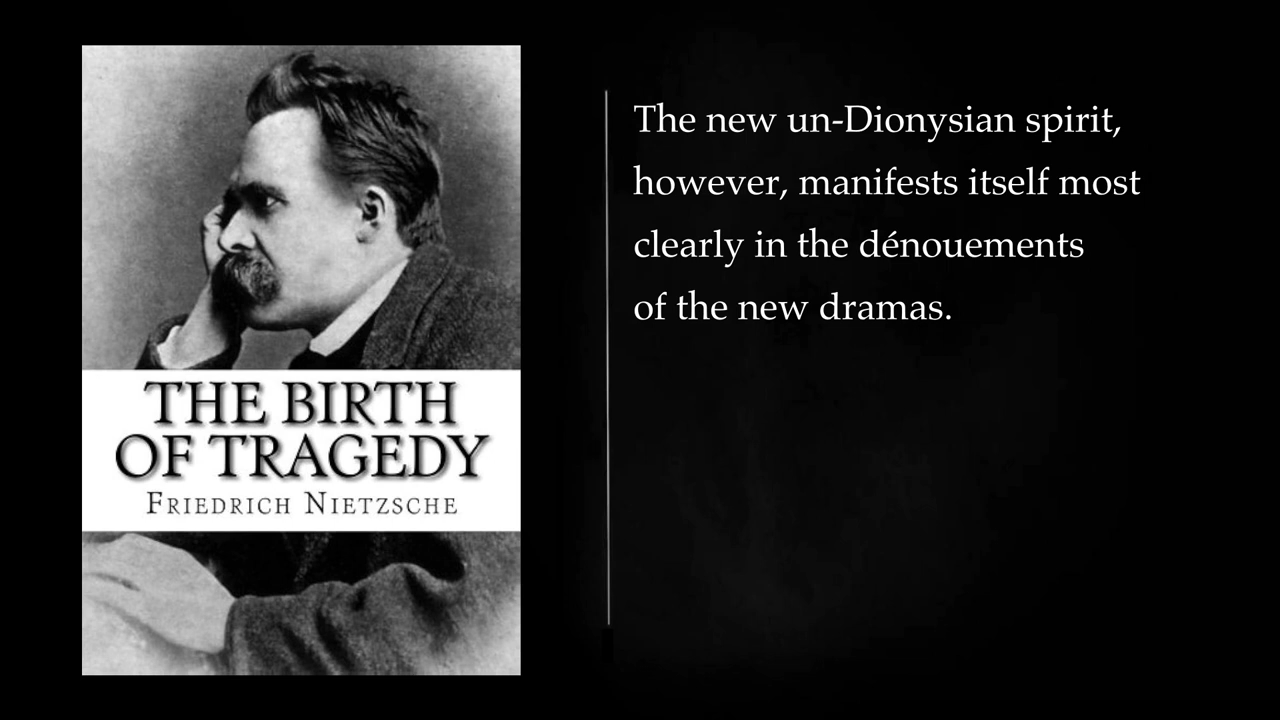 THE BIRTH
OF TRAGEDY
FRIEDRICH NIETZSCHE
The new un-Dionysian spirit,
however, manifests itself most
clearly in the dénouements
of the new dramas.